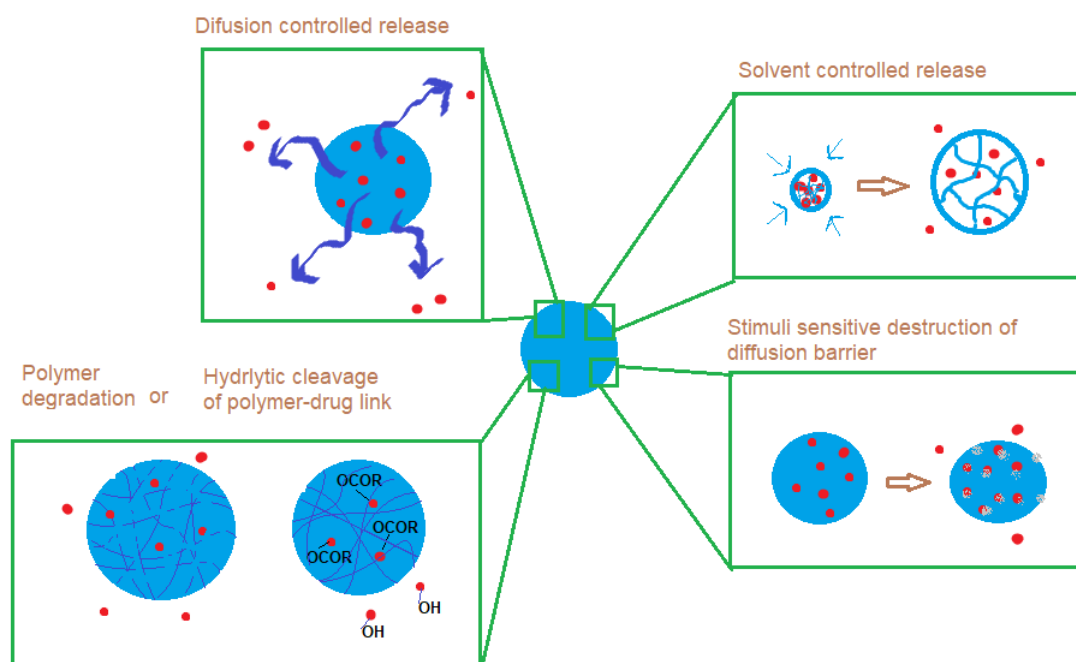 Difusion controlled release
Solvent controlled release
Stimuli sensitive destruction of
diffusion barrier
Polymer
degradation or
Hydrlytic cleavage
of polymer-drug link
OCOR
OCOR
OCOR
OH
OH